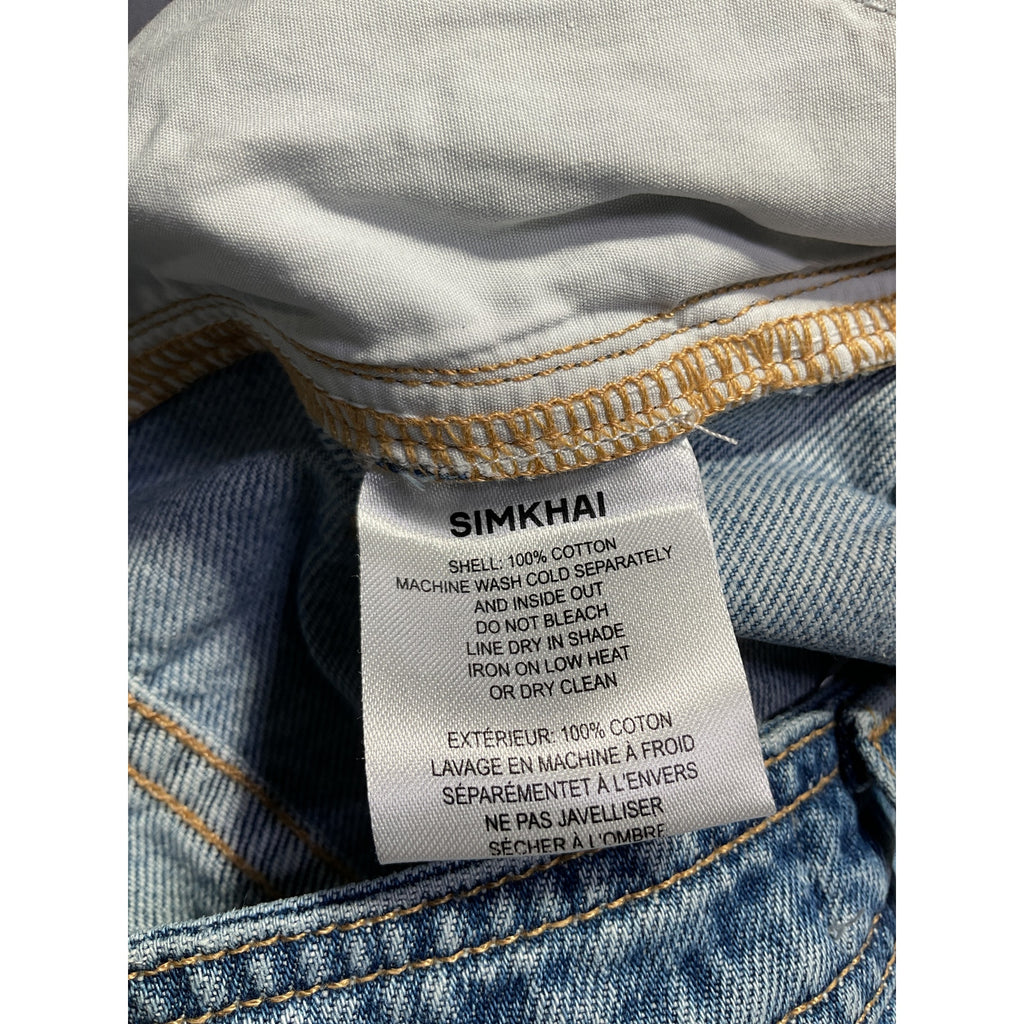 SIMKHAI
SHELL: 100% COTTON
MACHINE WASH COLD SEPARATELY
AND INSIDE OUT
DO NOT BLEACH
LINE DRY IN SHADE
IRON ON LOW HEAT
OR DRY CLEAN
EXTÉRIEUR: 100% COTON
LAVAGE EN MACHINE À FROID
SÉPARÉMENTET À L'ENVERS
NE PAS JAVELLISER
SÉCHER À L'OMBRE